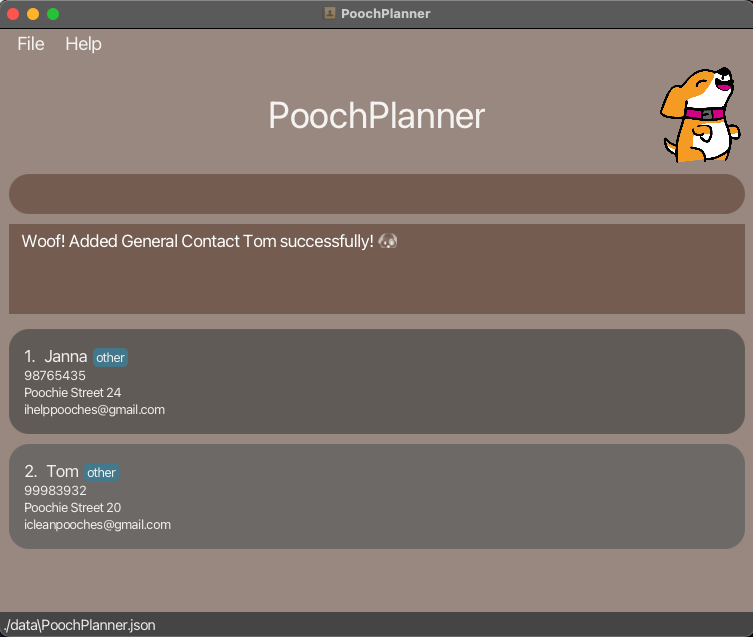 PoochPlanner
File Help
PoochPlanner
Woof! Added General Contact Tom successfully! 🐶
1. Janna other
98765435
Poochie Street 24
ihelppooches@gmail.com
2. Tom other
99983932
Poochie Street 20
icleanpooches@gmail.com
./data\PoochPlanner.json